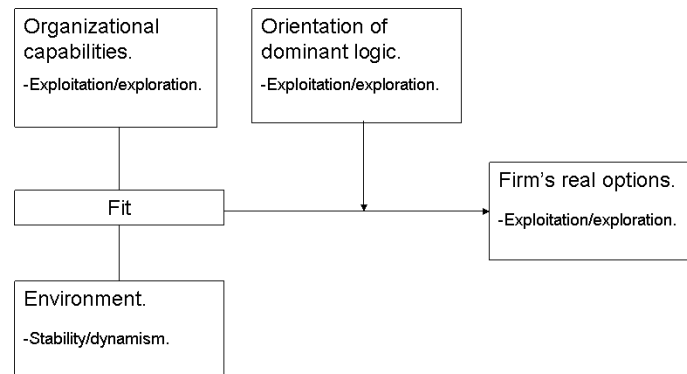 Organizational
capabilities.
-Exploitation/exploration.
Orientation of
dominant logic.
-Exploitation/exploration.
Fit
Firm's real options.
-Exploitation/exploration.
Environment.
-Stability/dynamism.